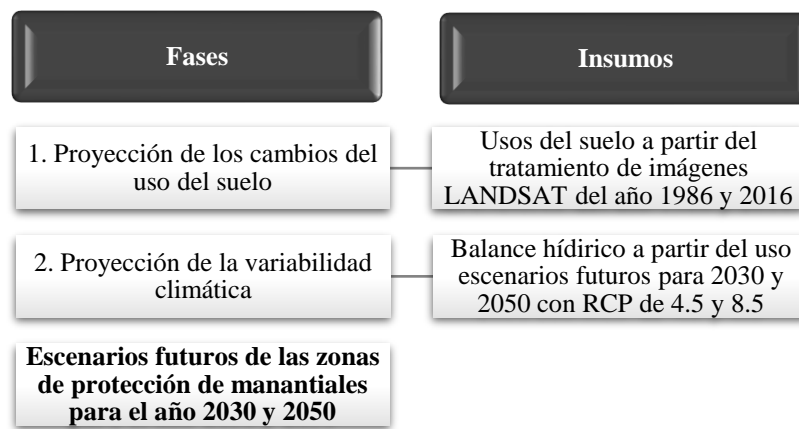 Fases
Insumos
1. Proyección de los cambios del
uso del suelo
Usos del suelo a partir del
tratamiento de imágenes
LANDSAT del año 1986 y 2016
2. Proyección de la variabilidad
climática
Balance hídirico a partir del uso
escenarios futuros para 2030 y
2050 con RCP de 4.5 y 8.5
Escenarios futuros de las zonas
de protección de manantiales
para el año 2030 y 2050